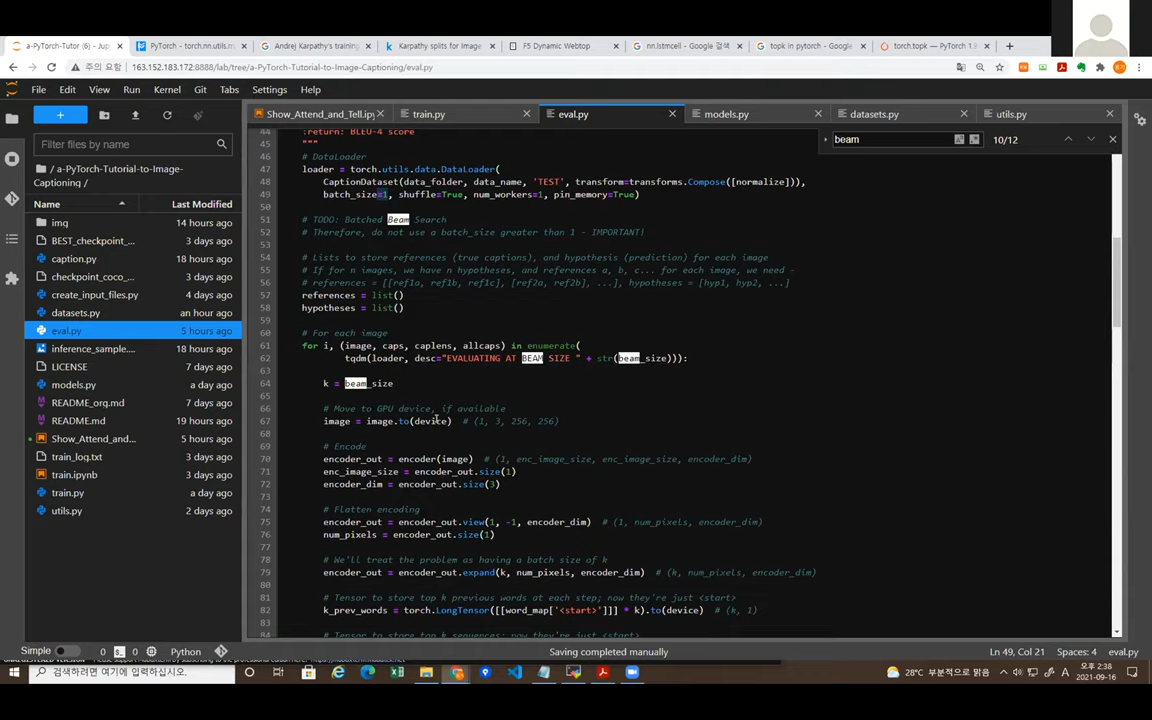 a-PyTorch-Tutor (6) - Jup
PyTorch - torch.nn.utils.rn
Andrej Karpathy's training
Karpathy splits for Image
F5 Dynamic Webtop
nn.lstmcell - Google 검색
topk in pytorch - Google
torch.topk — PyTorch 1.9
주의 요함 | 163.152.183.172:8888/lab/tree/a-PyTorch-Tutorial-to-Image-Captioning/eval.py
File Edit View Run Kernel Git Tabs Settings Help
Show_Attend_and_Tell.ipy
train.py
eval.py
models.py
datasets.py
utils.py
Filter files by name
/ a-PyTorch-Tutorial-to-Image-
Captioning /
Name Last Modified
img 14 hours ago
BEST_checkpoint_... 3 days ago
caption.py 18 hours ago
checkpoint_coco_... 3 days ago
create_input_files.py 4 days ago
datasets.py an hour ago
eval.py 5 hours ago
inference_sample.... 18 hours ago
LICENSE 7 days ago
models.py 3 days ago
README_org.md 7 days ago
README.md 19 hours ago
Show_Attend_and... 3 days ago
train_log.txt 3 days ago
train.ipynb 3 days ago
train.py a day ago
utils.py 2 days ago
beam 10/12
44 :return: BLEU-4 score
45 """
46 # DataLoader
47 loader = torch.utils.data.DataLoader(
48 CaptionDataset(data_folder, data_name, 'TEST', transform=transforms.Compose([normalize])),
49 batch_size=1, shuffle=True, num_workers=1, pin_memory=True)
50
51 # TODO: Batched Beam Search
52 # Therefore, do not use a batch_size greater than 1 - IMPORTANT!
53
54 # Lists to store references (true captions), and hypothesis (prediction) for each image
55 # If for n images, we have n hypotheses, and references a, b, c... for each image, we need -
56 # references = [[ref1a, ref1b, ref1c], [ref2a, ref2b], ...], hypotheses = [hyp1, hyp2, ...]
57 references = list()
58 hypotheses = list()
59
60 # For each image
61 for i, (image, caps, caplens, allcaps) in enumerate(
62 tqdm(loader, desc="EVALUATING AT BEAM SIZE " + str(beam_size))):
63
64 k = beam_size
65
66 # Move to GPU device, if available
67 image = image.to(device) # (1, 3, 256, 256)
68
69 # Encode
70 encoder_out = encoder(image) # (1, enc_image_size, enc_image_size, encoder_dim)
71 enc_image_size = encoder_out.size(1)
72 encoder_dim = encoder_out.size(3)
73
74 # Flatten encoding
75 encoder_out = encoder_out.view(1, -1, encoder_dim) # (1, num_pixels, encoder_dim)
76 num_pixels = encoder_out.size(1)
77
78 # We'll treat the problem as having a batch size of k
79 encoder_out = encoder_out.expand(k, num_pixels, encoder_dim) # (k, num_pixels, encoder_dim)
80
81 # Tensor to store top k previous words at each step; now they're just <start>
82 k_prev_words = torch.LongTensor([[word_map['<start>']]] * k).to(device) # (k, 1)
83
84 # Tensor to store top k sequences; now they're just <start>
Simple 0 0 Python Saving completed manually Ln 49, Col 21 Spaces: 4 eval.py
검색하려면 여기에 입력하십시오. 28°C 부분적으로 맑음 A 오후 2:38
2021-09-16